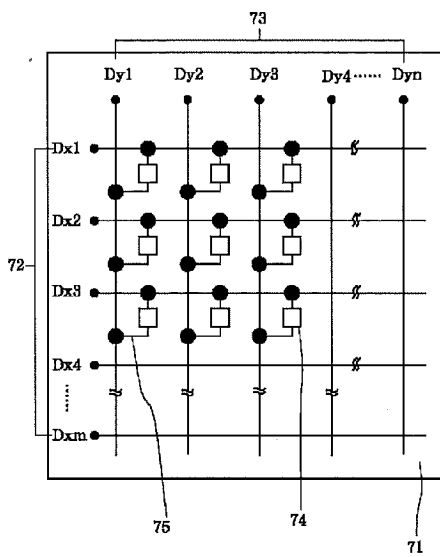 73
Dy1 Dy2 Dy3 Dy4 ...... Dyn
Dx1
Dx2
72
Dx3
Dx4
......
Dxm
75
74
71